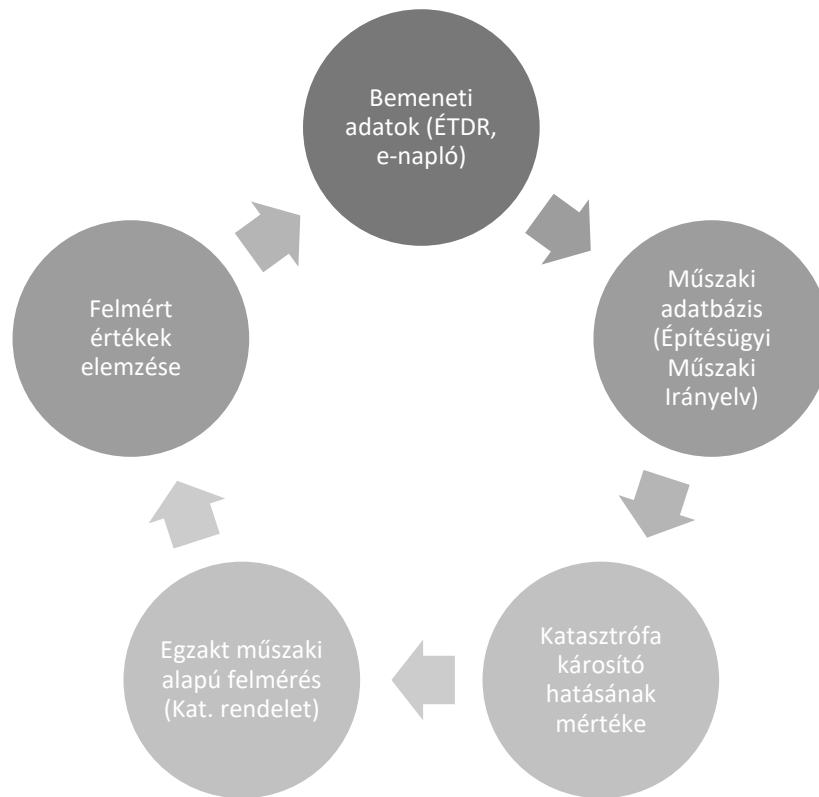 Bemeneti
adatok (ÉTDR,
e-napló)
Műszaki
adatbázis
(Építésügyi
Műszaki
Irányelv)
Katasztrófa
károsító
hatásának
mértéke
Egzakt műszaki
alapú felmérés
(Kat. rendelet)
Felmért
értékek
elemzése